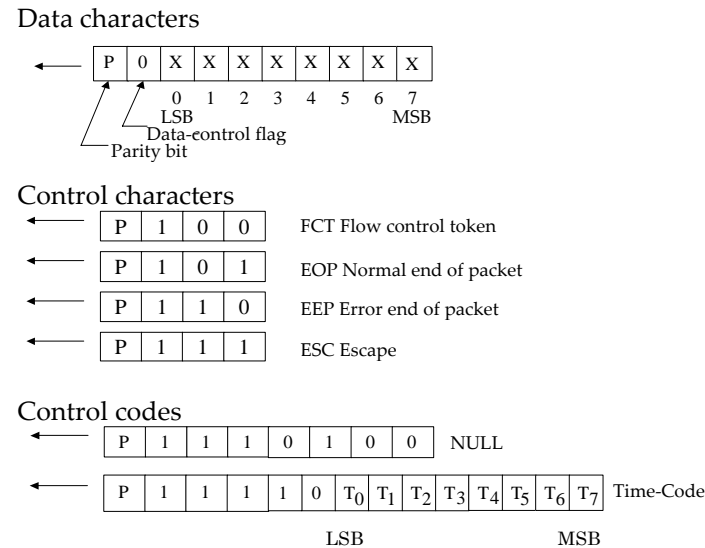 Data characters
P 0 X X X X X X X X
0 1 2 3 4 5 6 7
LSB MSB
Data-control flag
Parity bit
Control characters
P 1 0 0 FCT Flow control token
P 1 0 1 EOP Normal end of packet
P 1 1 0 EEP Error end of packet
P 1 1 1 ESC Escape
Control codes
P 1 1 1 0 1 0 0 NULL
P 1 1 1 1 0 T0 T1 T2 T3 T4 T5 T6 T7 Time-Code
LSB MSB